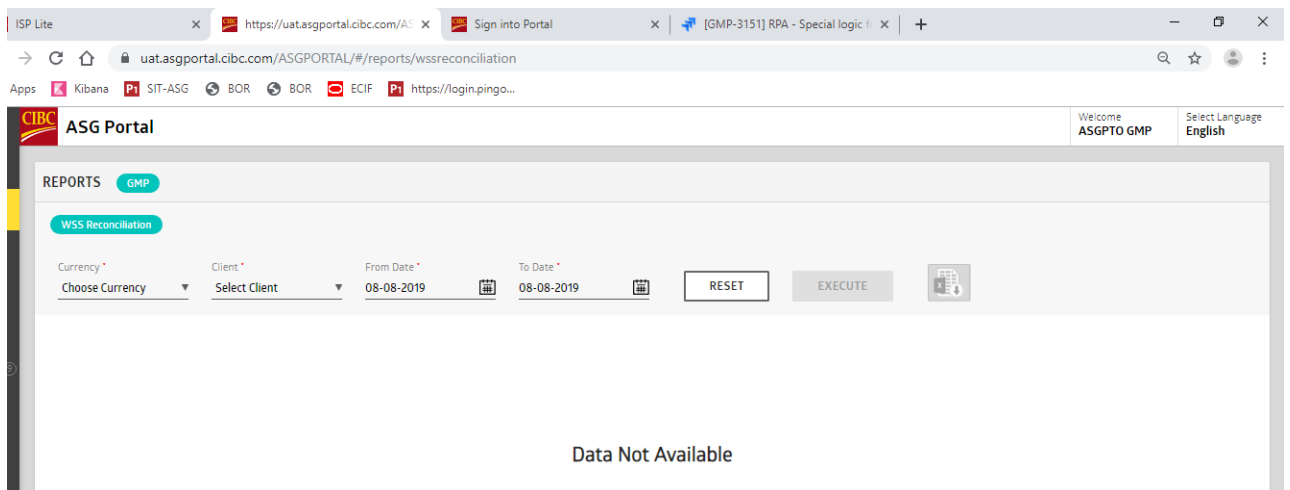 ISP Lite
https://uat.asgportal.cibc.com/AS
Sign into Portal
[GMP-3151] RPA - Special logic f
uat.asgportal.cibc.com/ASGPORTAL/#/reports/wssreconciliation
Apps Kibana P1 SIT-ASG BOR BOR ECIF P1 https://login.pingo...
CIBC ASG Portal
Welcome
ASGPTO GMP
Select Language
English
REPORTS GMP
WSS Reconciliation
Currency * Client * From Date * To Date *
Choose Currency Select Client 08-08-2019 08-08-2019 RESET EXECUTE
Data Not Available